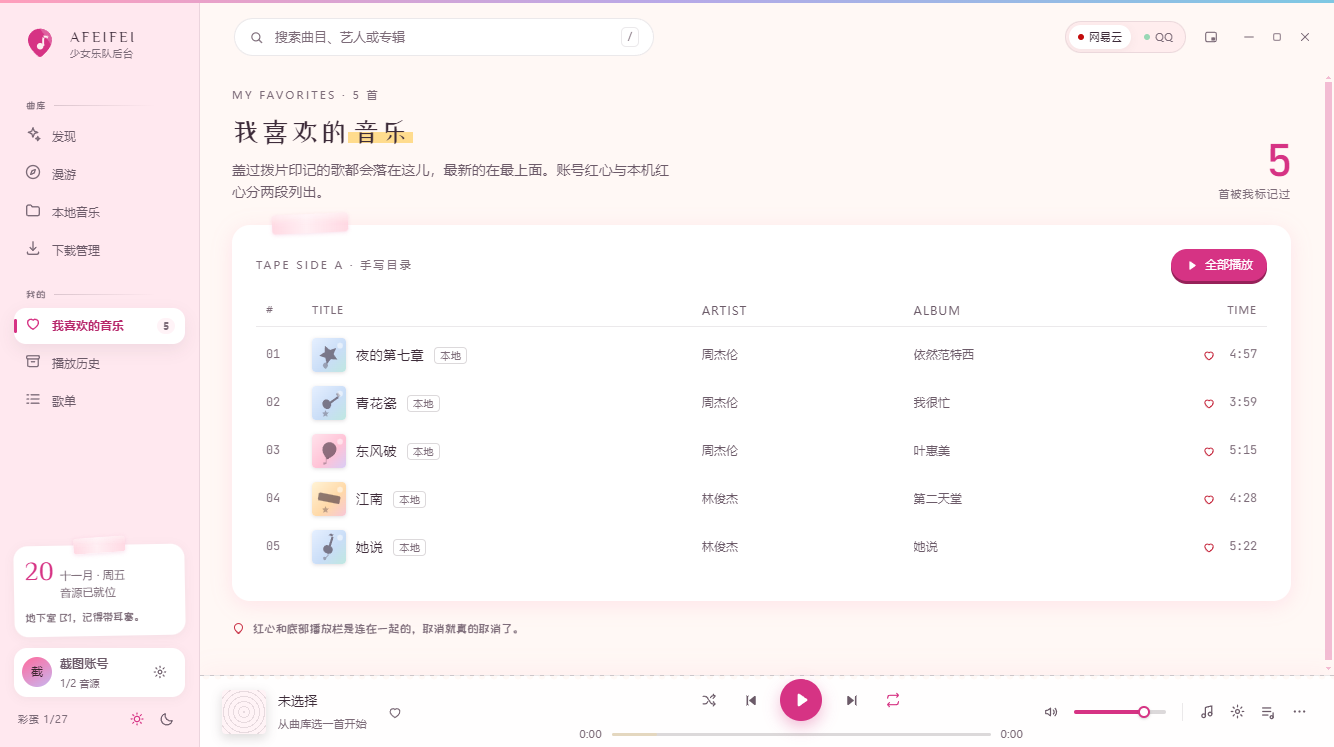 AFEIFEI
少女乐队后台
曲库
发现
漫游
本地音乐
下载管理
我的
我喜欢的音乐 5
播放历史
歌单
20 十一月 · 周五
音源已就位
地下室 B1，记得带耳塞。
截 截图账号
1/2 音源
彩蛋 1/27
搜索曲目、艺人或专辑 /
网易云 QQ
MY FAVORITES · 5 首
我喜欢的音乐
盖过拨片印记的歌都会落在这儿，最新的在最上面。账号红心与本机红
心分两段列出。
5
首被我标记过
TAPE SIDE A · 手写目录
全部播放
# TITLE ARTIST ALBUM TIME
01 夜的第七章 本地 周杰伦 依然范特西 4:57
02 青花瓷 本地 周杰伦 我很忙 3:59
03 东风破 本地 周杰伦 叶惠美 5:15
04 江南 本地 林俊杰 第二天堂 4:28
05 她说 本地 林俊杰 她说 5:22
红心和底部播放栏是连在一起的，取消就真的取消了。
未选择
从曲库选一首开始
0:00 0:00